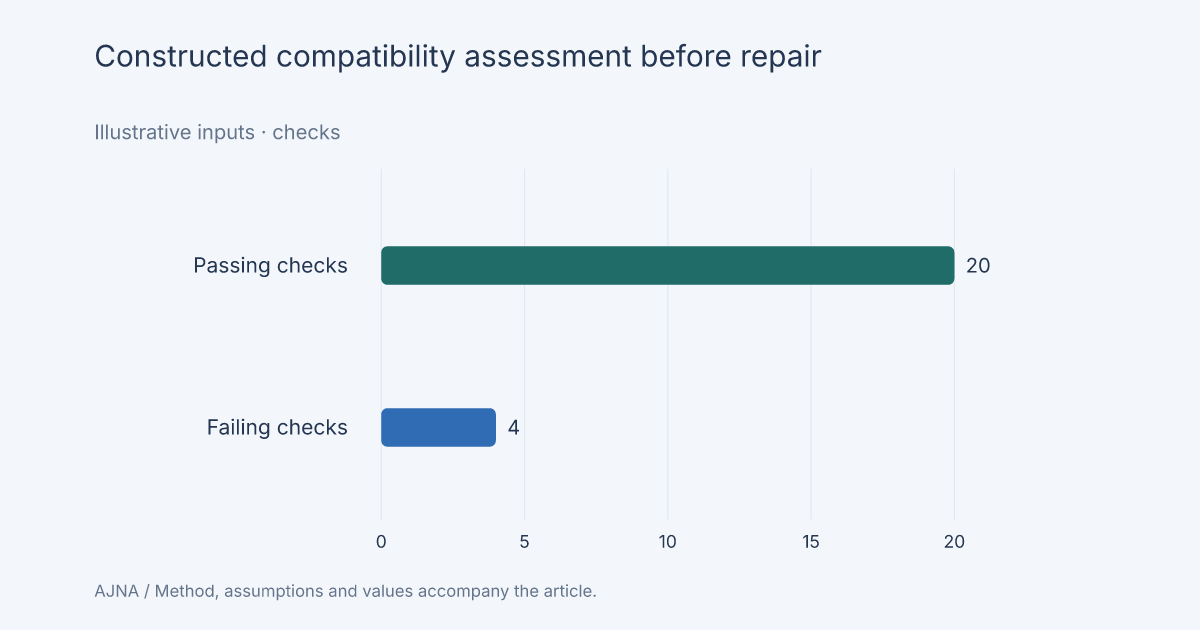 Constructed compatibility assessment before repair
Illustrative inputs · checks
Passing checks 20
Failing checks 4
0 5 10 15 20
AJNA / Method, assumptions and values accompany the article.